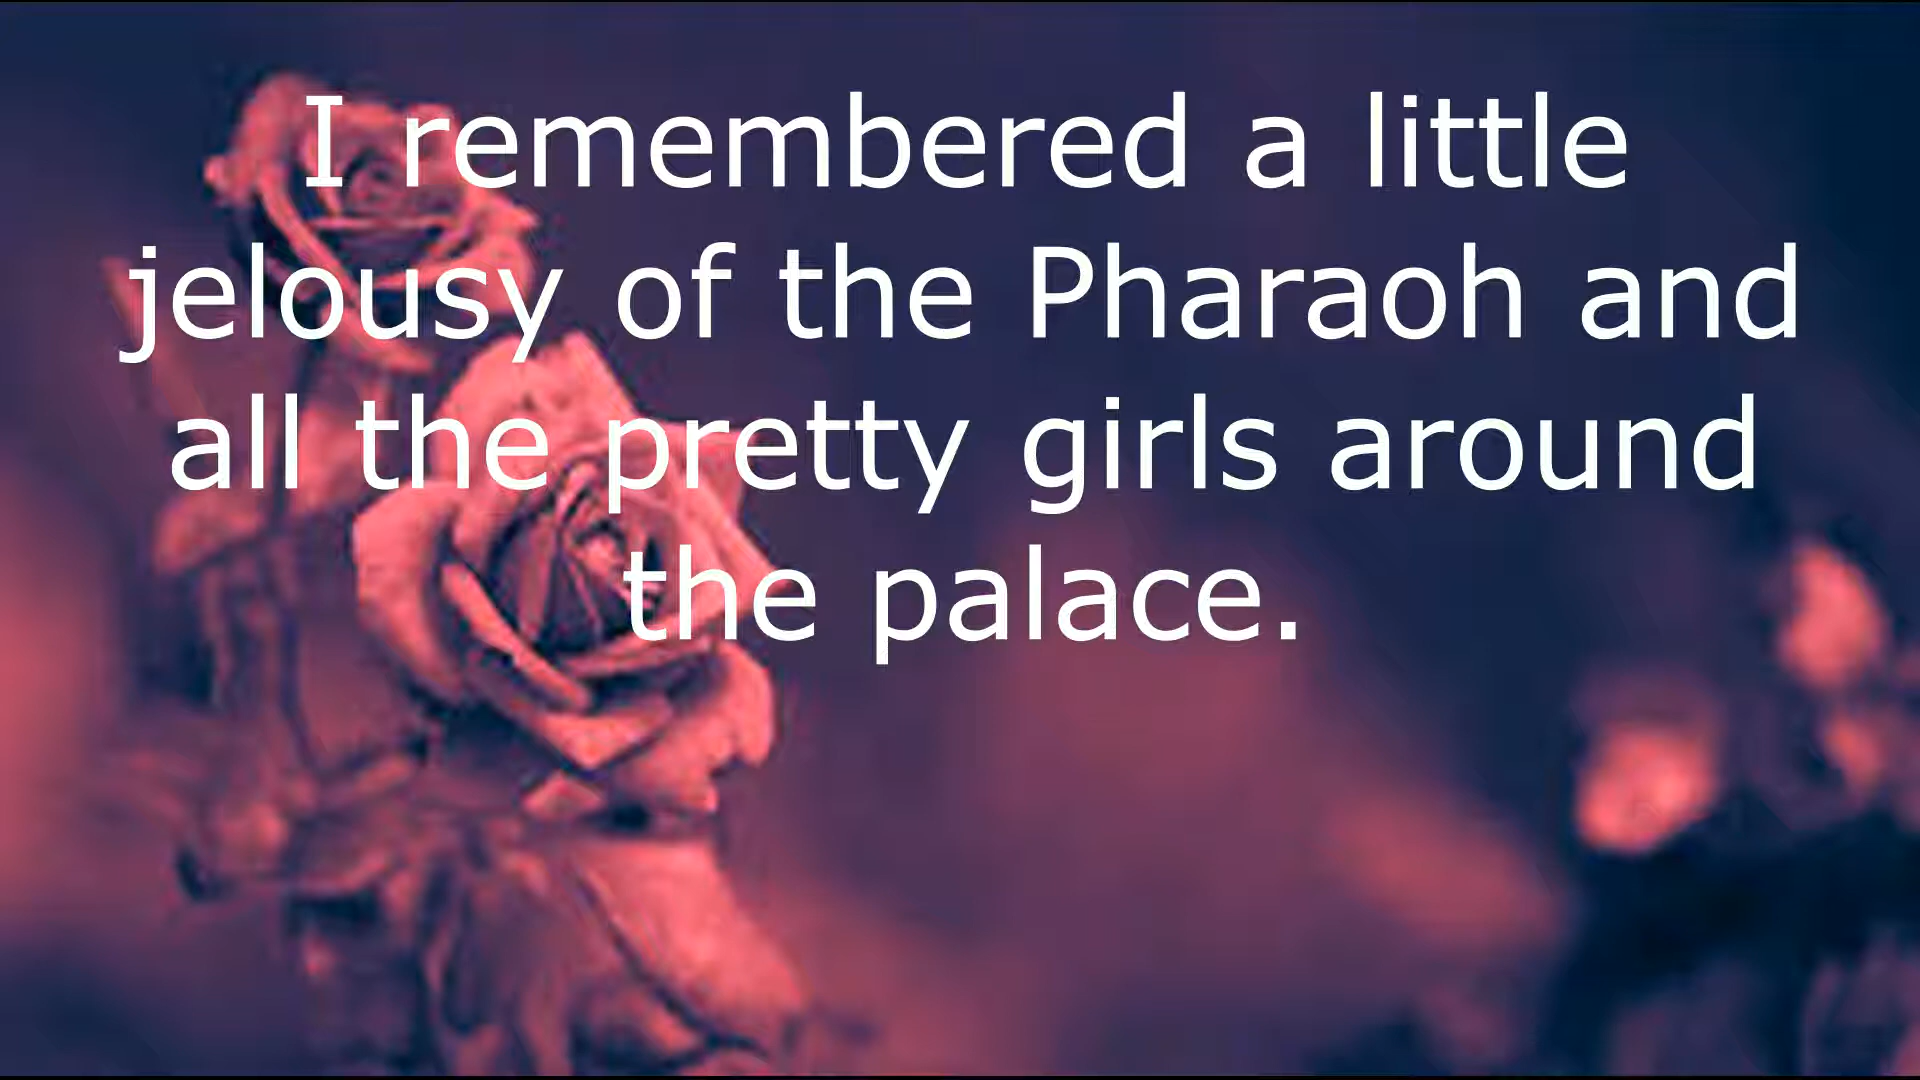 I remembered a little
jelousy of the Pharaoh and
all the pretty girls around
the palace.